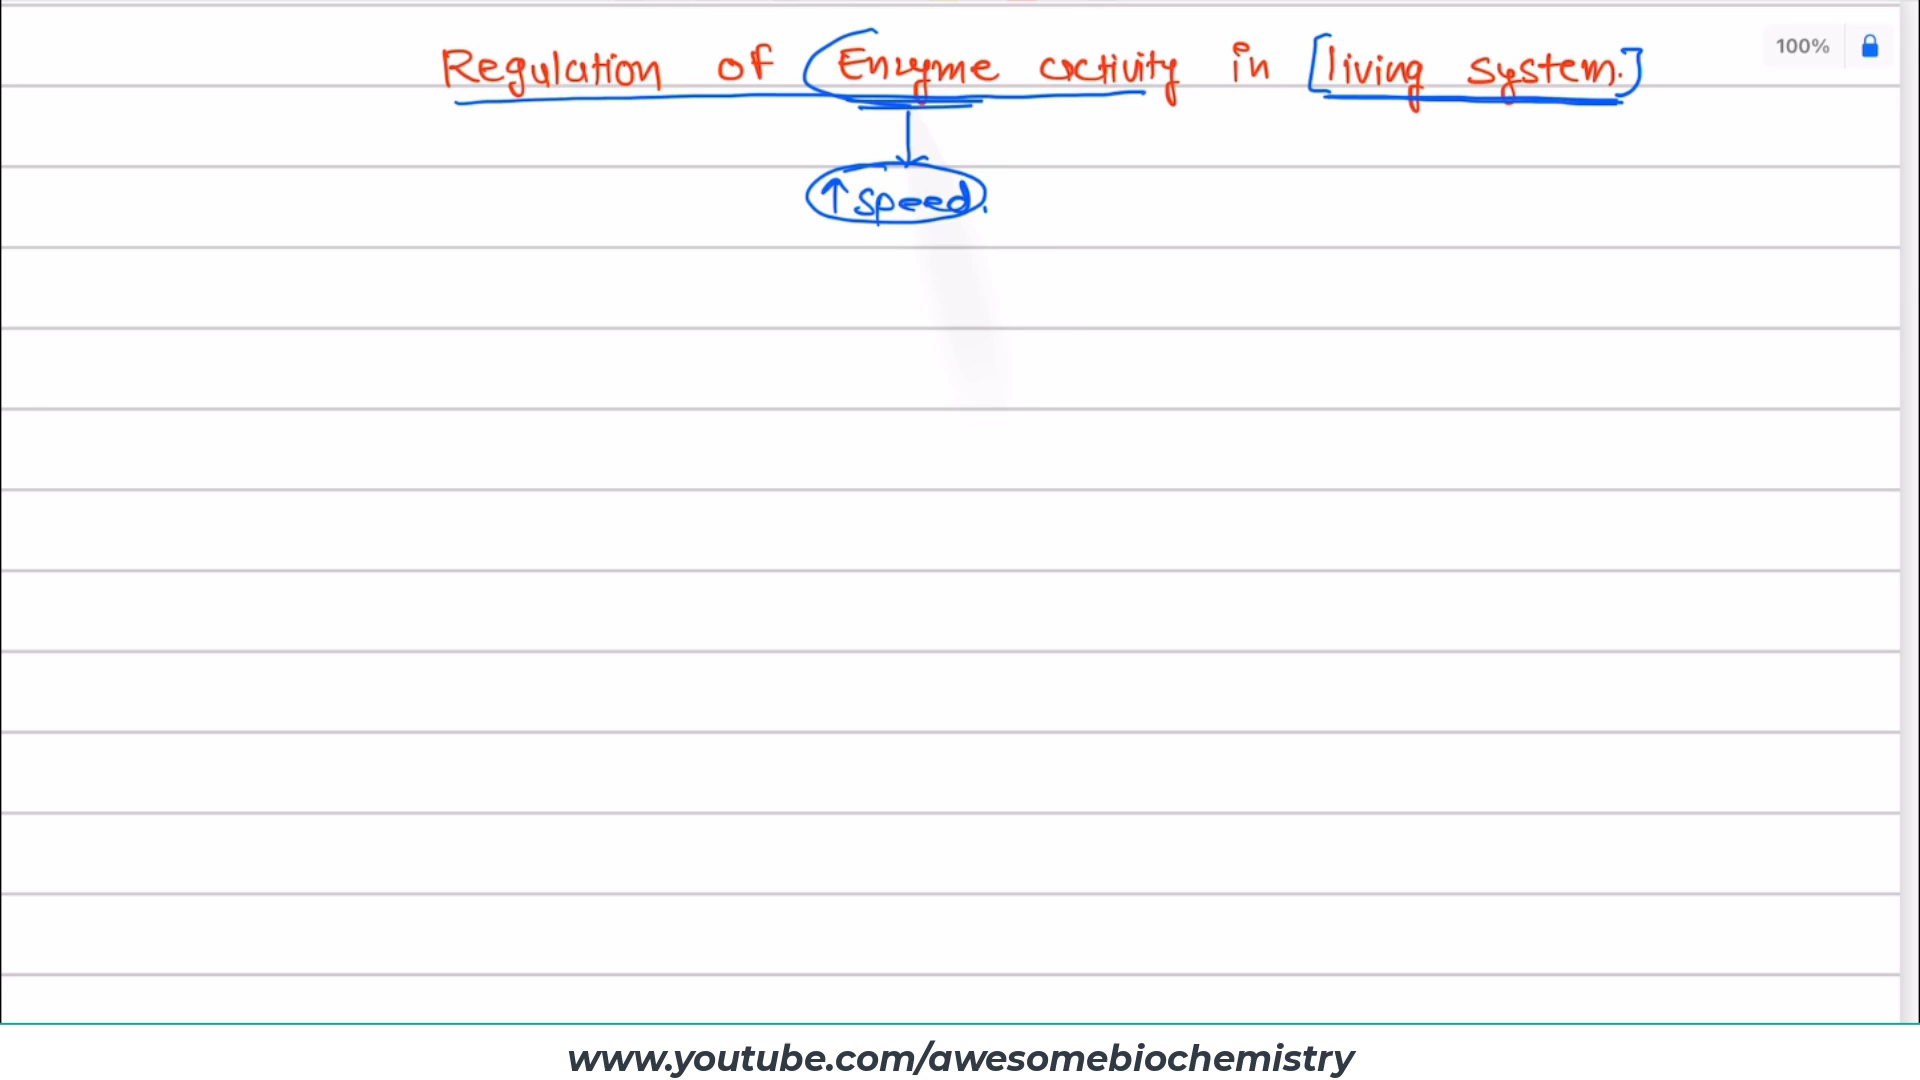 Regulation of Enzyme activity in [living system.]
100%
↑ speed.
www.youtube.com/awesomebiochemistry